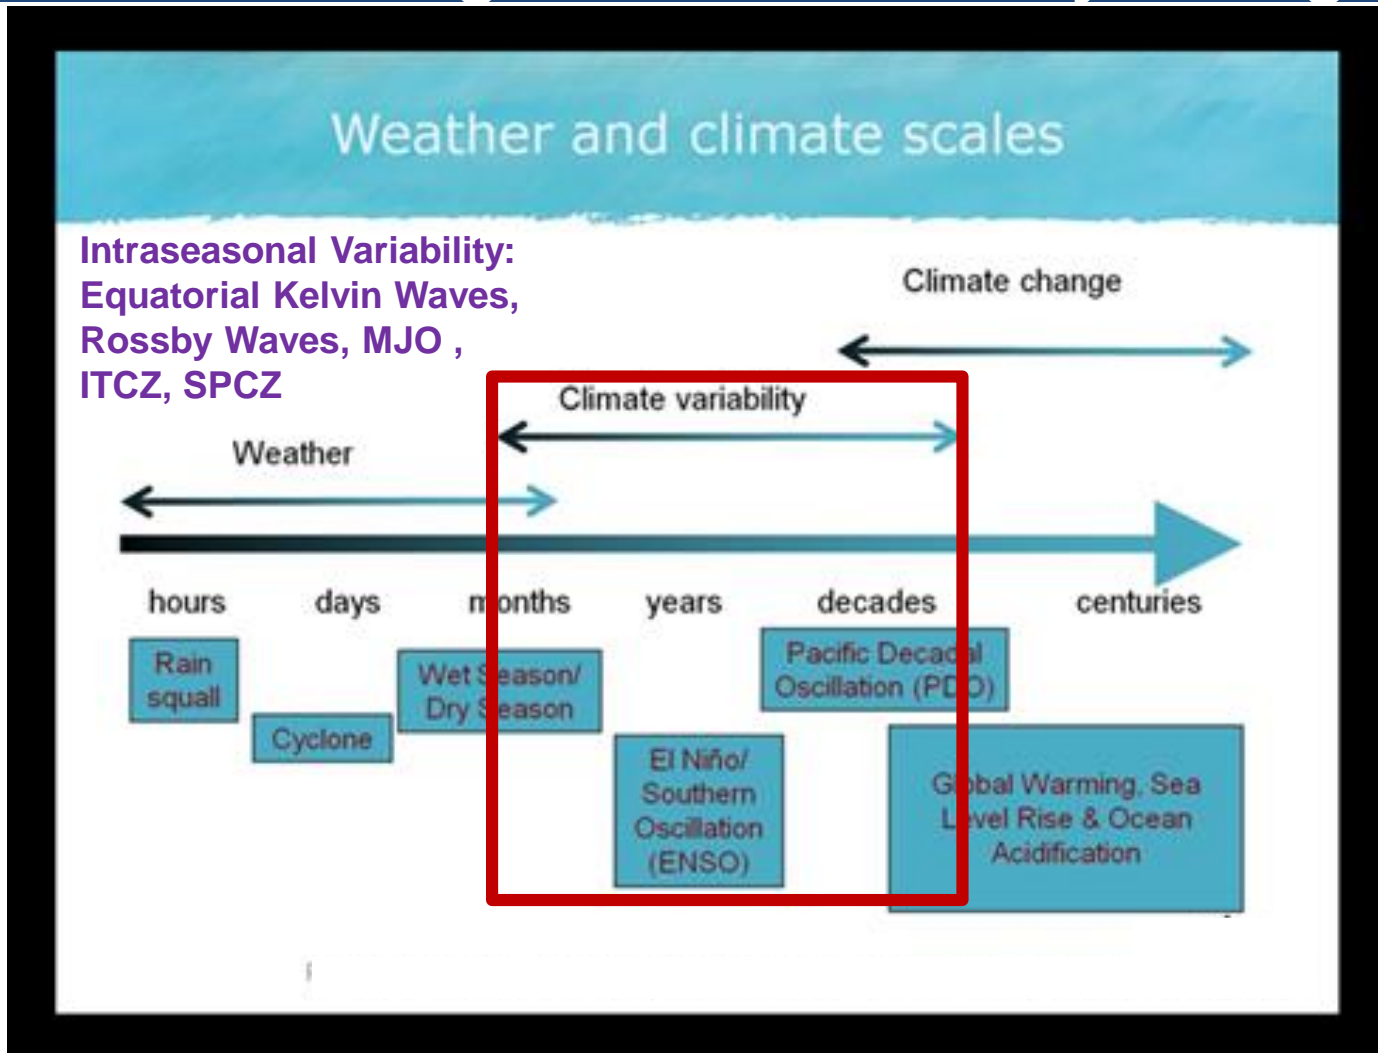 Weather and climate scales
Intraseasonal Variability:
Equatorial Kelvin Waves,
Rossby Waves, MJO ,
ITCZ, SPCZ
Climate change
Climate variability
Weather
hours days months years decades centuries
Rain
squall
Cyclone
Wet Season/
Dry Season
El Niño/
Southern
Oscillation
(ENSO)
Pacific Decadal
Oscillation (PDO)
Global Warming, Sea
Level Rise & Ocean
Acidification